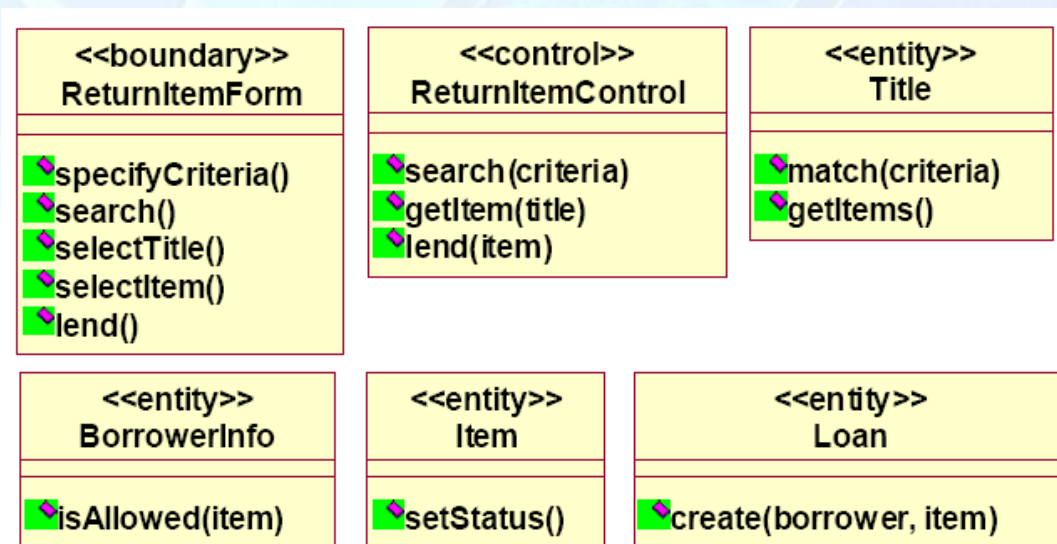 <<boundary>>
ReturnItemForm
specifyCriteria()
search()
selectTitle()
selectItem()
lend()
<<control>>
ReturnItemControl
search(criteria)
getItem(title)
lend(item)
<<entity>>
Title
match(criteria)
getItems()
<<entity>>
BorrowerInfo
isAllowed(item)
<<entity>>
Item
setStatus()
<<entity>>
Loan
create(borrower, item)